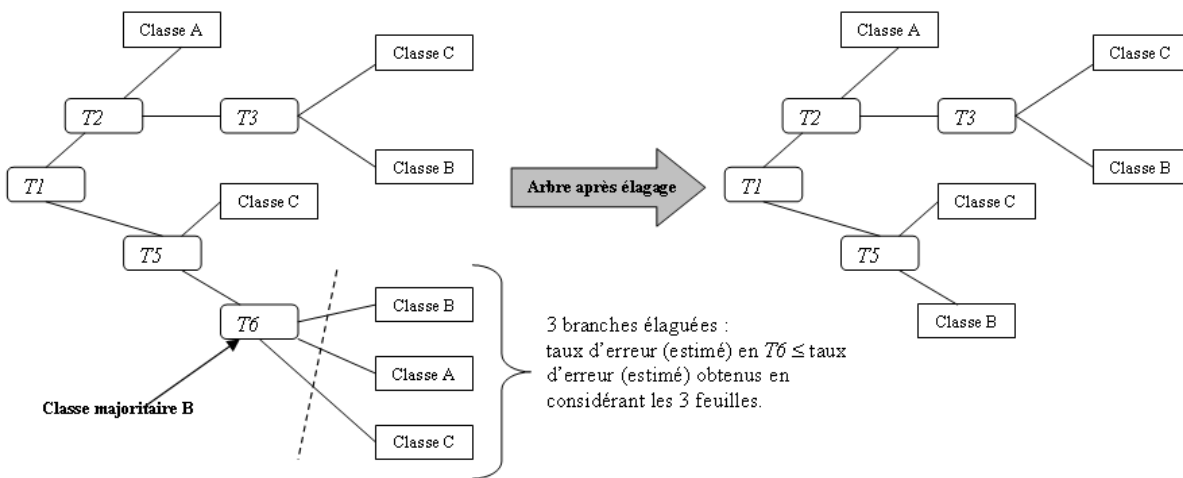 Classe A
Classe C
T2
T3
Classe B
T1
Classe C
T5
Classe B
T6
Classe A
Classe C
Classe majoritaire B
3 branches élaguées :
taux d'erreur (estimé) en T6 ≤ taux
d'erreur (estimé) obtenus en
considérant les 3 feuilles.
Arbre après élagage
Classe A
Classe C
T2
T3
Classe B
T1
Classe C
T5
Classe B